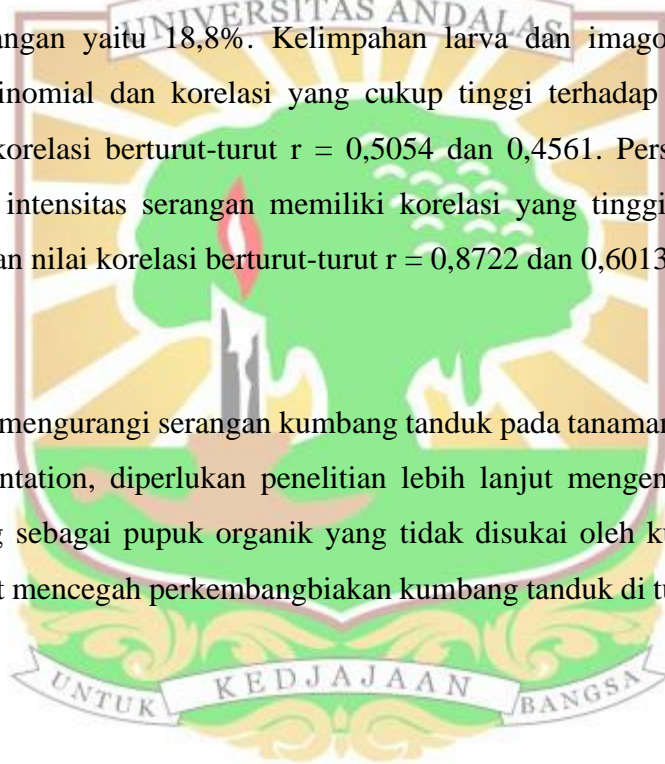 UNIVERSITAS ANDALAS
angan yaitu 18,8%. Kelimpahan larva dan imago
inomial dan korelasi yang cukup tinggi terhadap
korelasi berturut-turut r = 0,5054 dan 0,4561. Pers
intensitas serangan memiliki korelasi yang tinggi
an nilai korelasi berturut-turut r = 0,8722 dan 0,6013
mengurangi serangan kumbang tanduk pada tanaman
ntation, diperlukan penelitian lebih lanjut mengen
g sebagai pupuk organik yang tidak disukai oleh ku
t mencegah perkembangbiakan kumbang tanduk di tu
UNTUK KEDJAJAAN BANGSA